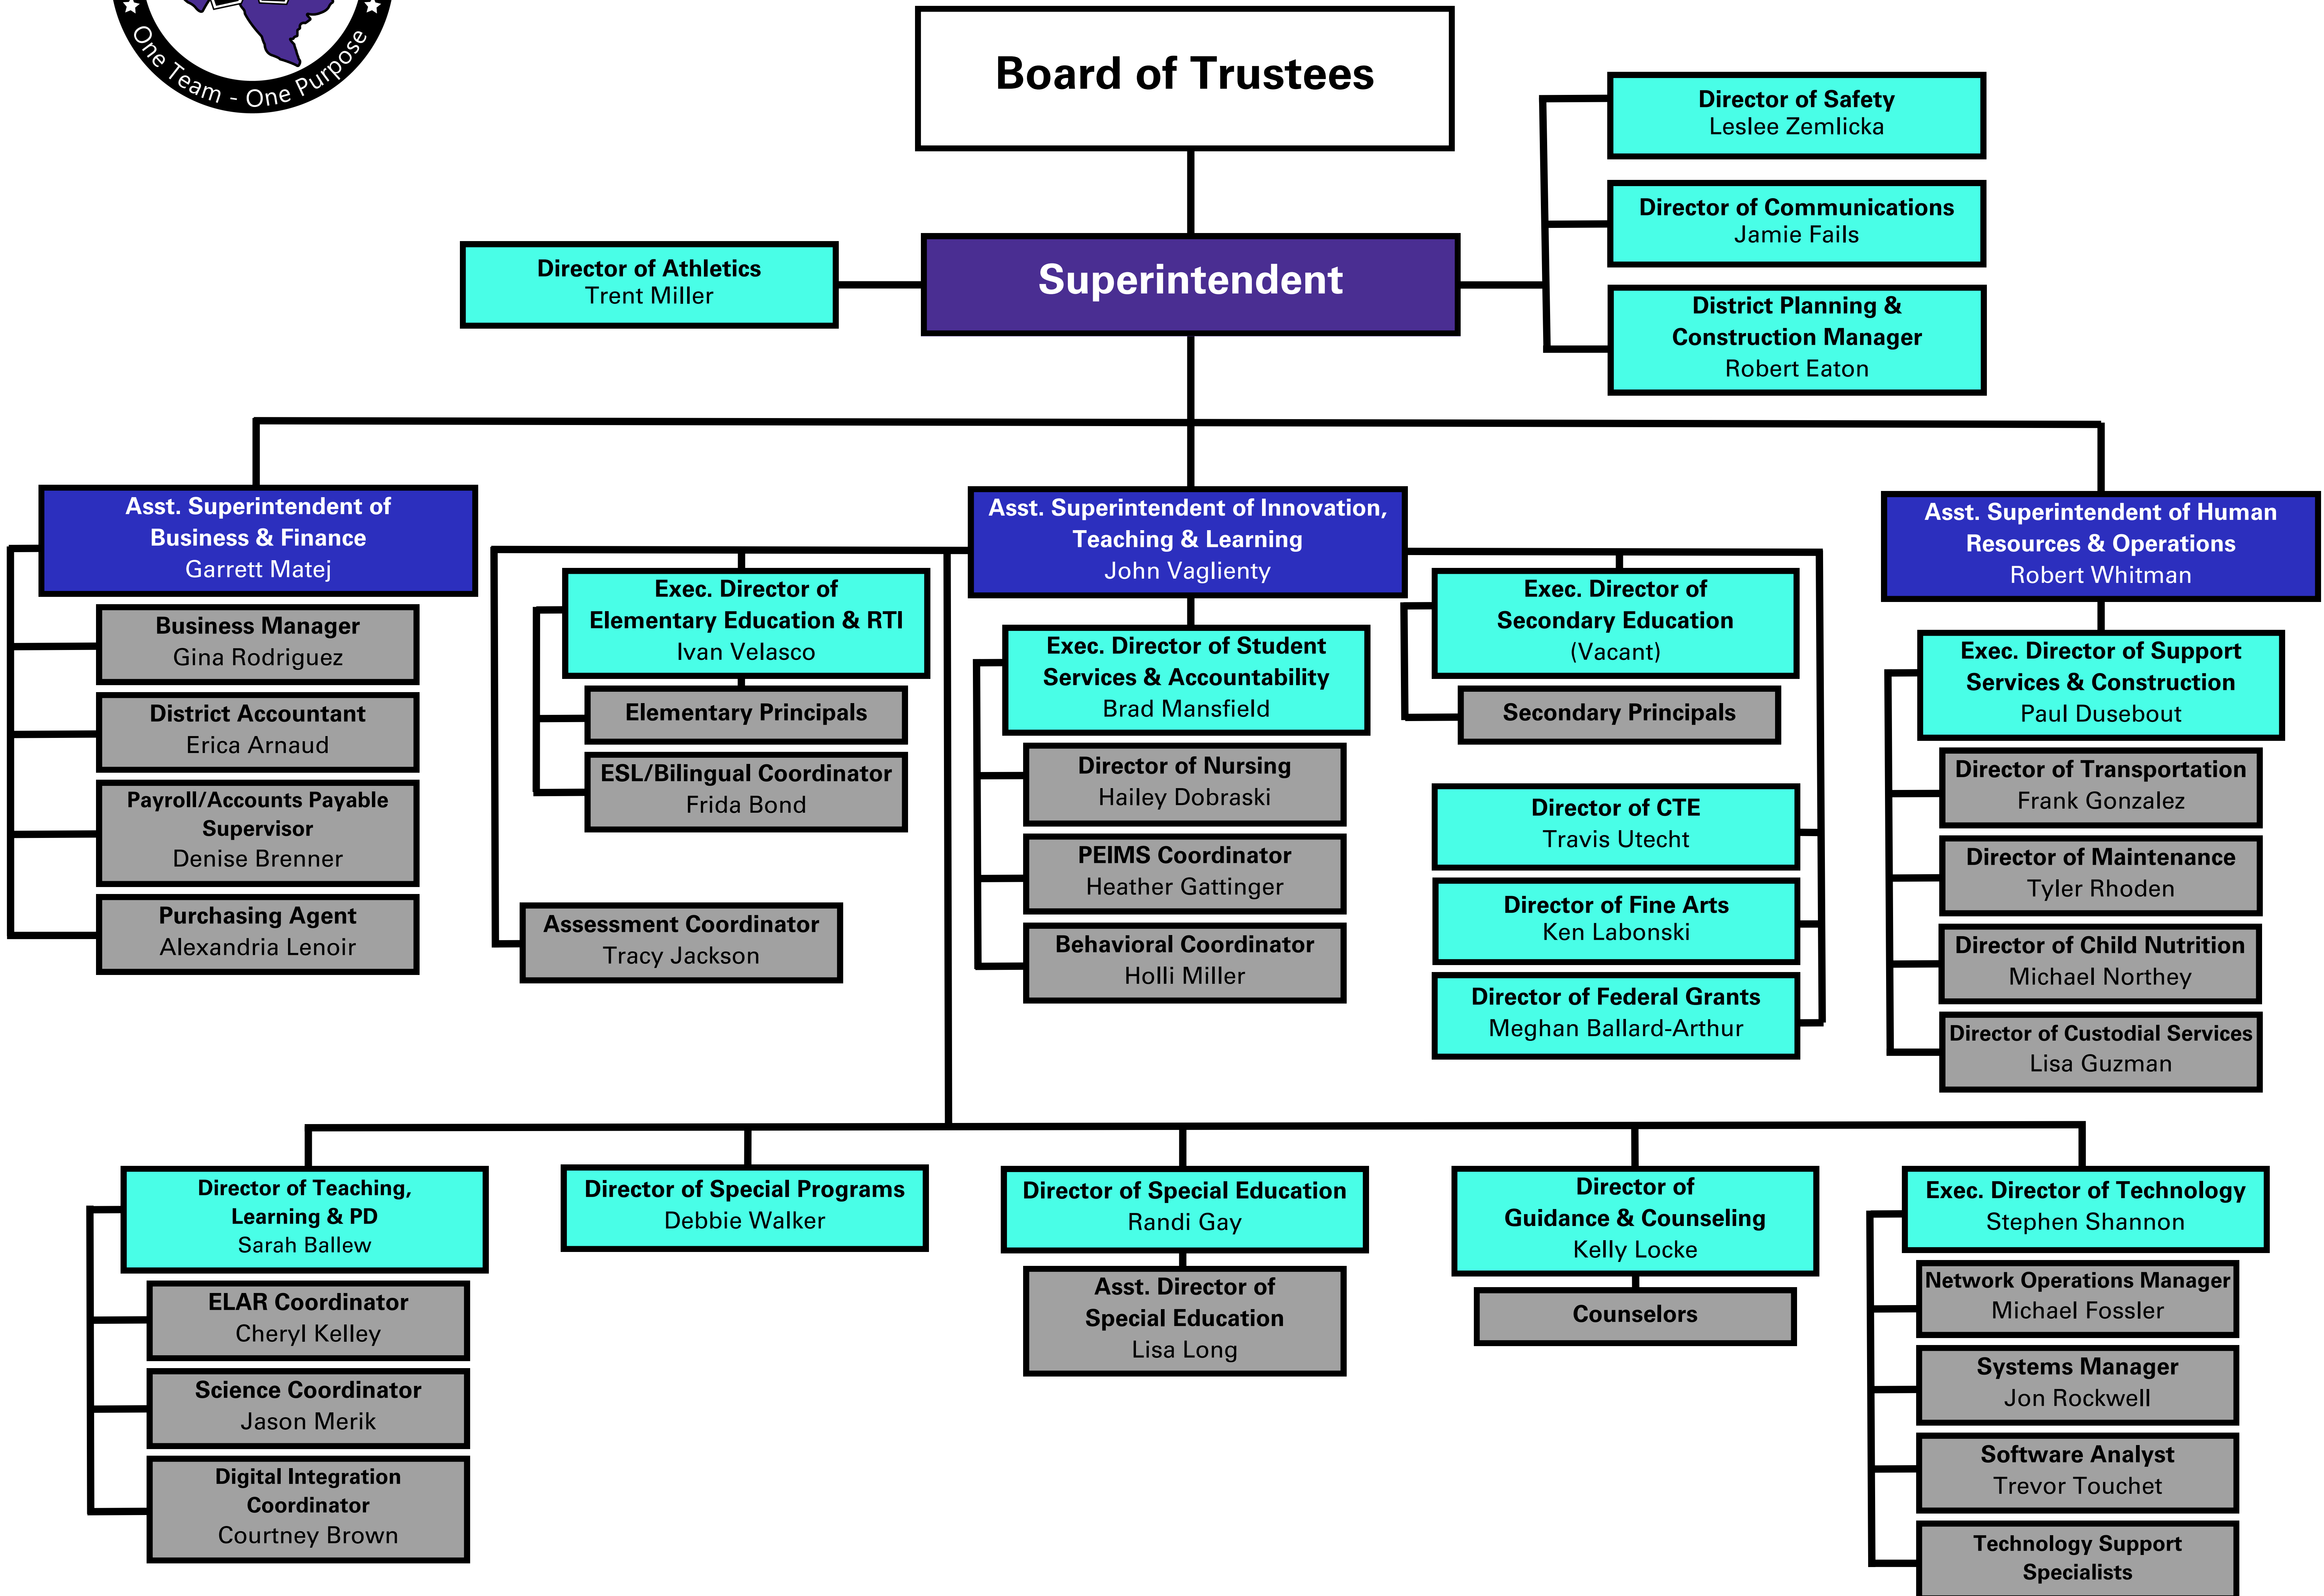 One Team - One Purpose
Board of Trustees
Director of Safety
Leslee Zemlicka
Director of Communications
Jamie Fails
District Planning &
Construction Manager
Robert Eaton
Director of Athletics
Trent Miller
Superintendent
Asst. Superintendent of
Business & Finance
Garrett Matej
Business Manager
Gina Rodriguez
District Accountant
Erica Arnaud
Payroll/Accounts Payable
Supervisor
Denise Brenner
Purchasing Agent
Alexandria Lenoir
Asst. Superintendent of Innovation,
Teaching & Learning
John Vaglienty
Exec. Director of
Elementary Education & RTI
Ivan Velasco
Elementary Principals
ESL/Bilingual Coordinator
Frida Bond
Assessment Coordinator
Tracy Jackson
Exec. Director of Student
Services & Accountability
Brad Mansfield
Director of Nursing
Hailey Dobraski
PEIMS Coordinator
Heather Gattinger
Behavioral Coordinator
Holli Miller
Exec. Director of
Secondary Education
(Vacant)
Secondary Principals
Director of CTE
Travis Utecht
Director of Fine Arts
Ken Labonski
Director of Federal Grants
Meghan Ballard-Arthur
Asst. Superintendent of Human
Resources & Operations
Robert Whitman
Exec. Director of Support
Services & Construction
Paul Dusebout
Director of Transportation
Frank Gonzalez
Director of Maintenance
Tyler Rhoden
Director of Child Nutrition
Michael Northey
Director of Custodial Services
Lisa Guzman
Director of Teaching,
Learning & PD
Sarah Ballew
ELAR Coordinator
Cheryl Kelley
Science Coordinator
Jason Merik
Digital Integration
Coordinator
Courtney Brown
Director of Special Programs
Debbie Walker
Director of Special Education
Randi Gay
Asst. Director of
Special Education
Lisa Long
Director of
Guidance & Counseling
Kelly Locke
Counselors
Exec. Director of Technology
Stephen Shannon
Network Operations Manager
Michael Fossler
Systems Manager
Jon Rockwell
Software Analyst
Trevor Touchet
Technology Support
Specialists